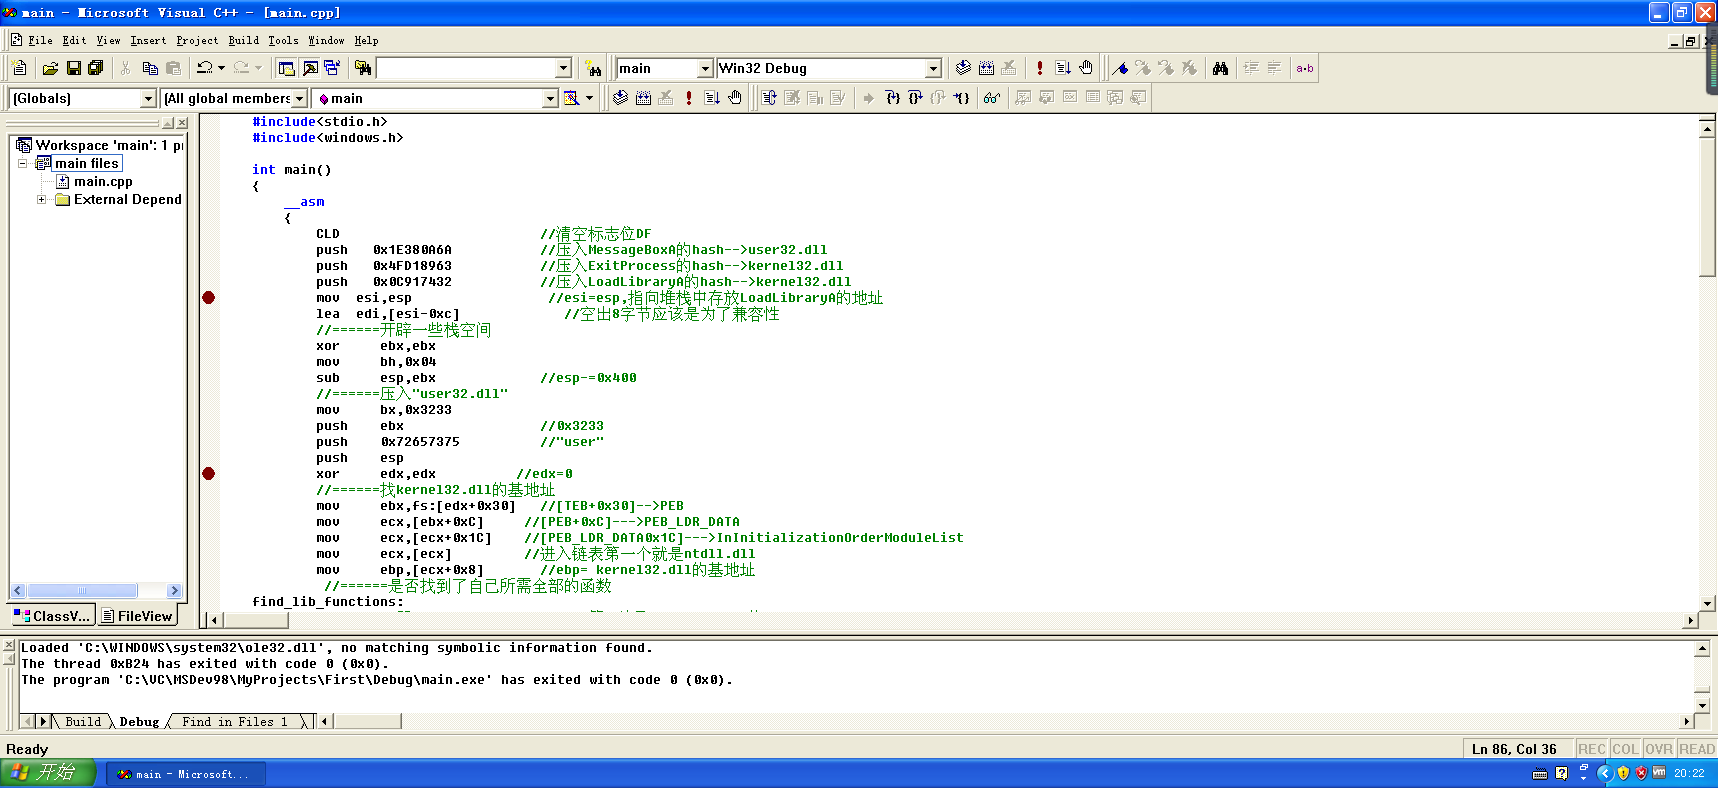 main - Microsoft Visual C++ - [main.cpp]
File Edit View Insert Project Build Tools Window Help
main Win32 Debug
(Globals) (All global members main
Workspace 'main': 1 pr
main files
main.cpp
External Depend
#include<stdio.h>
#include<windows.h>
int main()
{
__asm
{
CLD //清空标志位DF
push 0x1E380A6A //压入MessageBoxA的hash-->user32.dll
push 0x4FD18963 //压入ExitProcess的hash-->kernel32.dll
push 0x0C917432 //压入LoadLibraryA的hash-->kernel32.dll
mov esi,esp //esi=esp,指向堆栈中存放LoadLibraryA的地址
lea edi,[esi-0xc] //空出8字节应该是为了兼容性
//======开辟一些栈空间
xor ebx,ebx
mov bh,0x04
sub esp,ebx //esp-=0x400
//======压入"user32.dll"
mov bx,0x3233
push ebx //0x3233
push 0x72657375 //"user"
push esp
xor edx,edx //edx=0
//======找kernel32.dll的基地址
mov ebx,fs:[edx+0x30] //[TEB+0x30]-->PEB
mov ecx,[ebx+0xC] //[PEB+0xC]--->PEB_LDR_DATA
mov ecx,[ecx+0x1C] //[PEB_LDR_DATA0x1C]--->InInitializationOrderModuleList
mov ecx,[ecx] //进入链表第一个就是ntdll.dll
mov ebp,[ecx+0x8] //ebp= kernel32.dll的基地址
//======是否找到了自己所需全部的函数
find_lib_functions:
ClassV... FileView
Loaded 'C:\WINDOWS\system32\ole32.dll', no matching symbolic information found.
The thread 0xB24 has exited with code 0 (0x0).
The program 'C:\VC\MSDev98\MyProjects\First\Debug\main.exe' has exited with code 0 (0x0).
Build Debug Find in Files 1
Ready Ln 86, Col 36 REC COL OVR READ
开始 main - Microsoft... 20:22